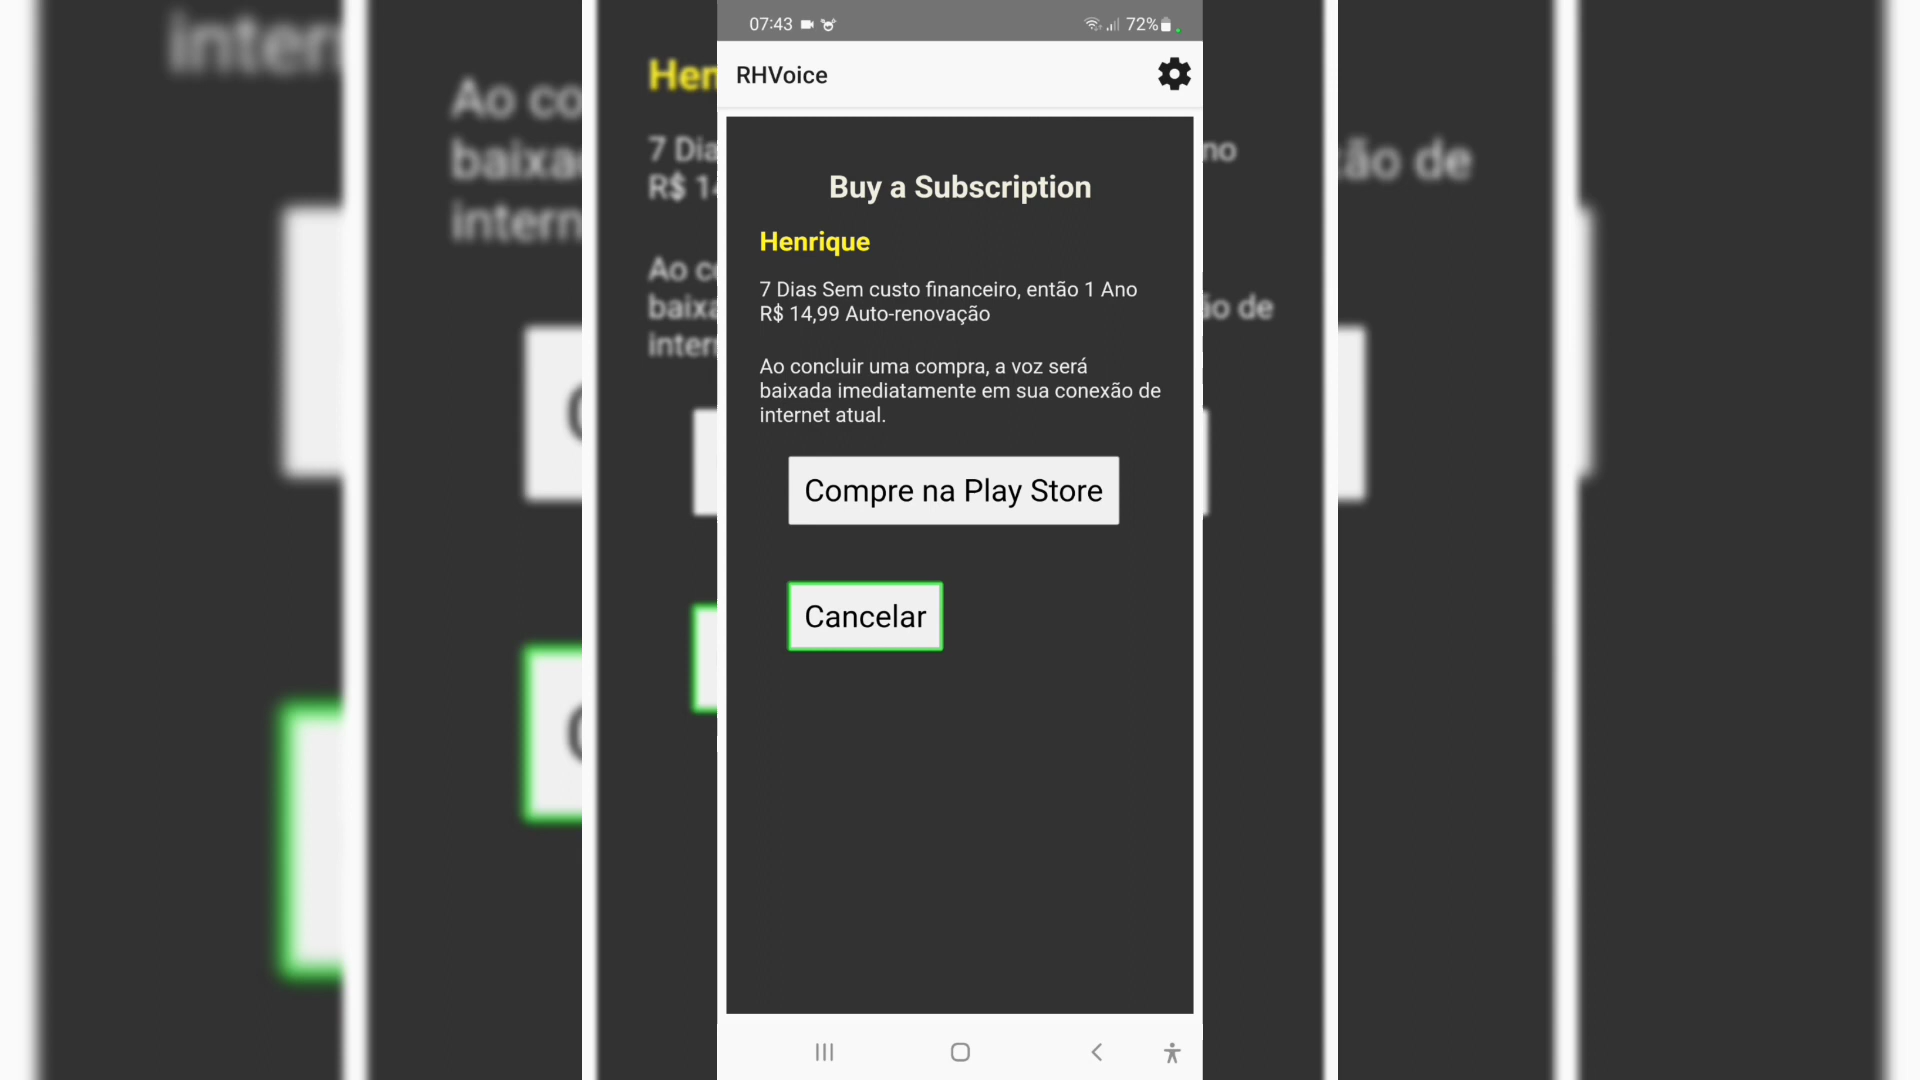 07:43
72%
RHVoice
Buy a Subscription
Henrique
7 Dias Sem custo financeiro, então 1 Ano
R$ 14,99 Auto-renovação
Ao concluir uma compra, a voz será
baixada imediatamente em sua conexão de
internet atual.
Compre na Play Store
Cancelar